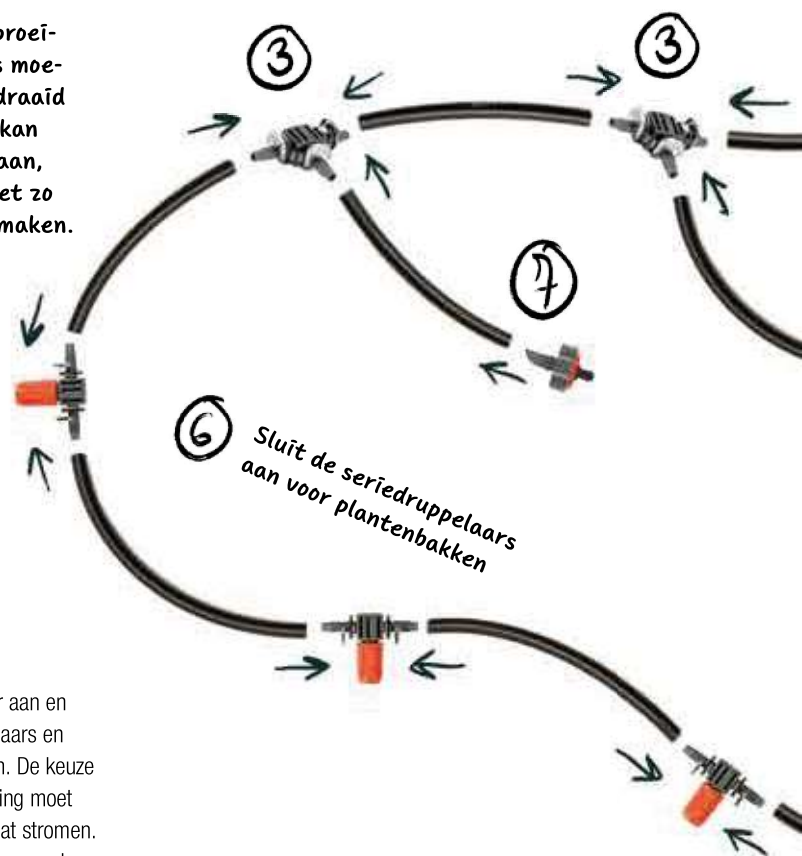 proei-
s moe-
draaid
kan
aan,
et zo
maken.
3
3
7
6
Sluit de seriedruppelaars
aan voor plantenbakken
r aan en
aars en
n. De keuze
ing moet
at stromen.